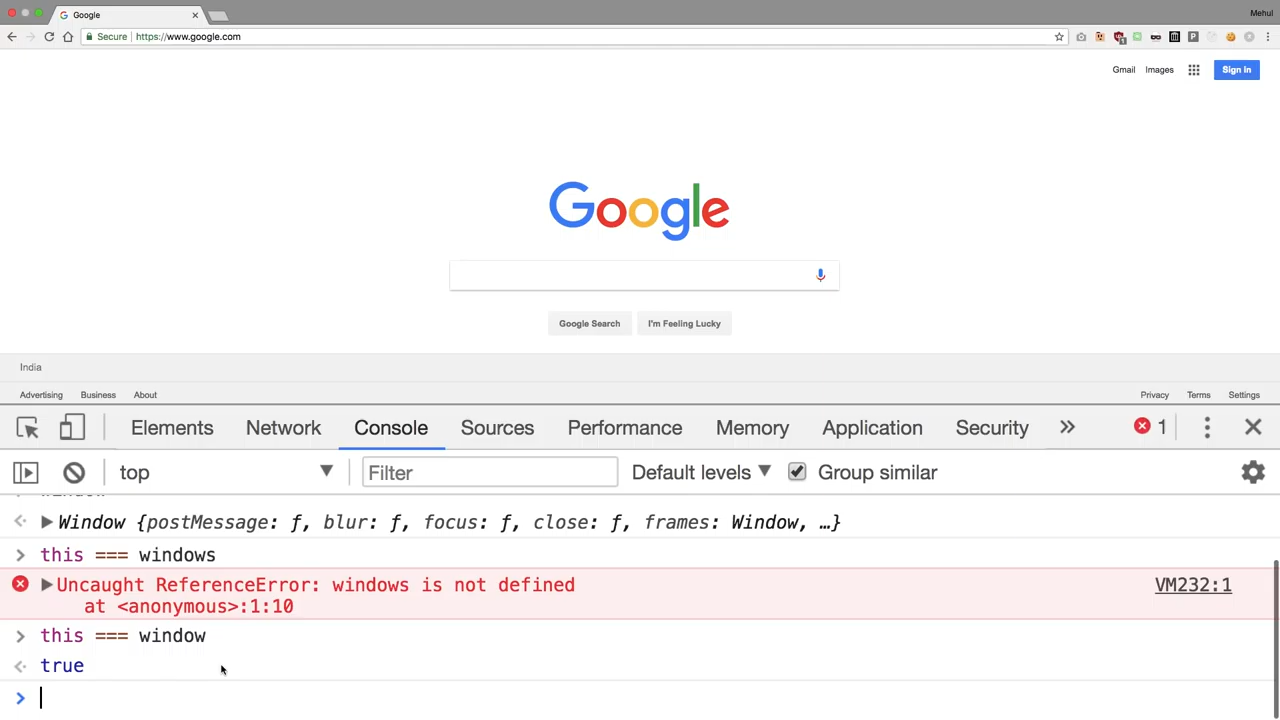 Google
Mehul
Secure
https://www.google.com
1
P
Gmail
Images
Sign In
Google
Google Search
I'm Feeling Lucky
India
Advertising
Business
About
Privacy
Terms
Settings
Elements
Network
Console
Sources
Performance
Memory
Application
Security
1
top
Filter
Default levels
Group similar
window
Window {postMessage: ƒ, blur: ƒ, focus: ƒ, close: ƒ, frames: Window, …}
this === windows
Uncaught ReferenceError: windows is not defined
VM232:1
at <anonymous>:1:10
this === window
true